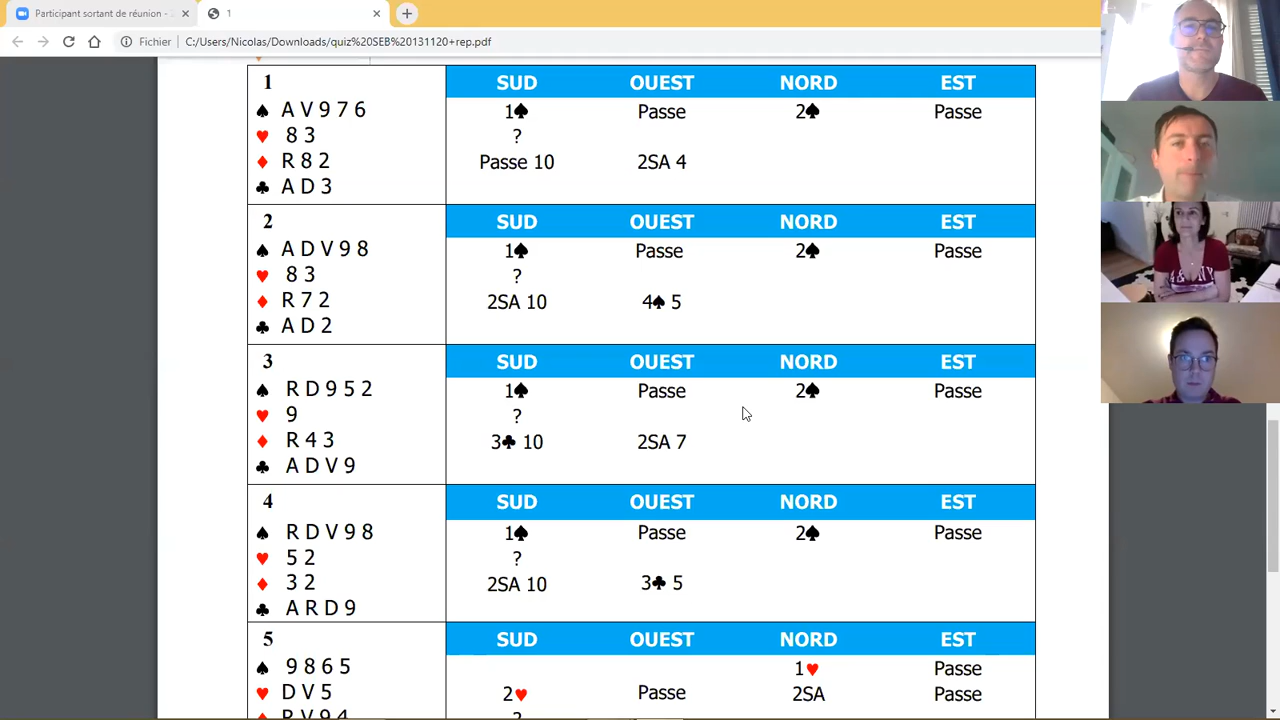 Participant sortant de réunion - Z
1
Fichier
C:/Users/Nicolas/Downloads/quiz%20SEB%20131120+rep.pdf
1 SUD OUEST NORD EST
♠ A V 9 7 6 1♠ Passe 2♠ Passe
♥ 8 3 ?
♦ R 8 2 Passe 10 2SA 4
♣ A D 3
2 SUD OUEST NORD EST
♠ A D V 9 8 1♠ Passe 2♠ Passe
♥ 8 3 ?
♦ R 7 2 2SA 10 4♠ 5
♣ A D 2
3 SUD OUEST NORD EST
♠ R D 9 5 2 1♠ Passe 2♠ Passe
♥ 9 ?
♦ R 4 3 3♣ 10 2SA 7
♣ A D V 9
4 SUD OUEST NORD EST
♠ R D V 9 8 1♠ Passe 2♠ Passe
♥ 5 2 ?
♦ 3 2 2SA 10 3♣ 5
♣ A R D 9
5 SUD OUEST NORD EST
♠ 9 8 6 5 1♥ Passe
♥ D V 5 2♥ Passe 2SA Passe
♦ R V 9 4 ?